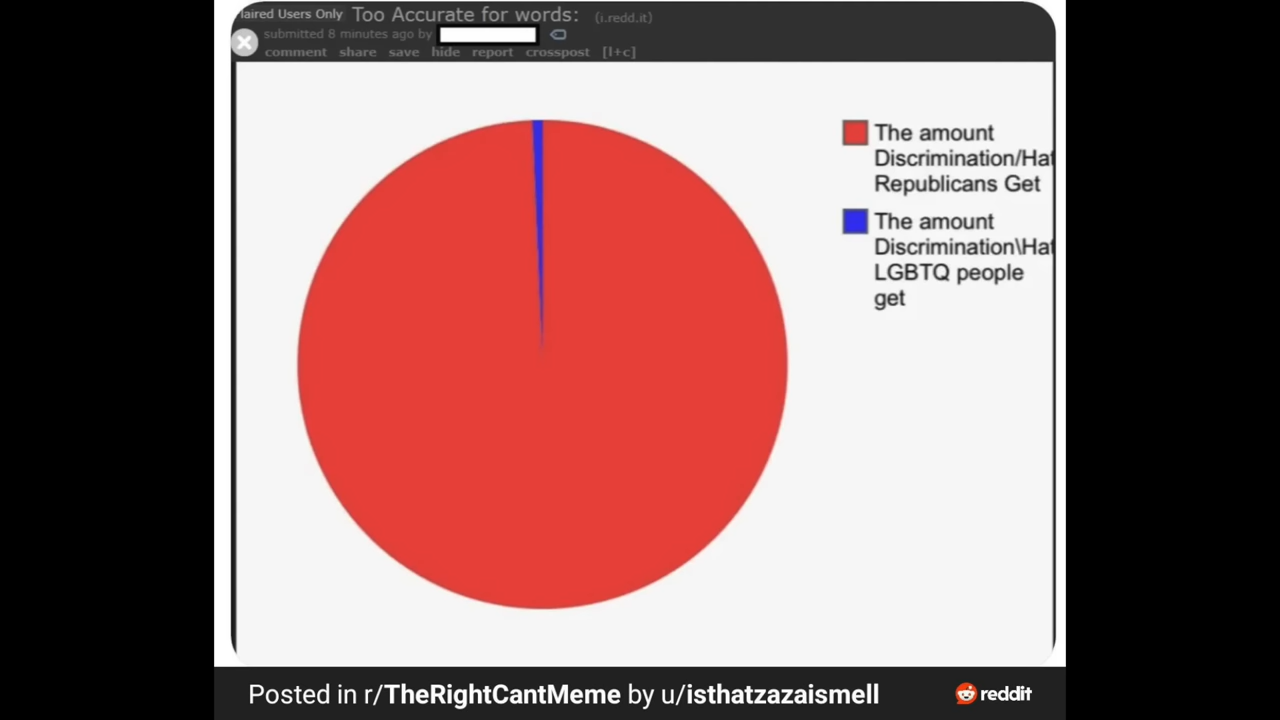 laired Users Only Too Accurate for words: (i.redd.it)
submitted 8 minutes ago by
comment share save hide report crosspost [l+c]
The amount
Discrimination/Hat
Republicans Get
The amount
Discrimination\Hat
LGBTQ people
get
Posted in r/TheRightCantMeme by u/isthatzazaismell
reddit